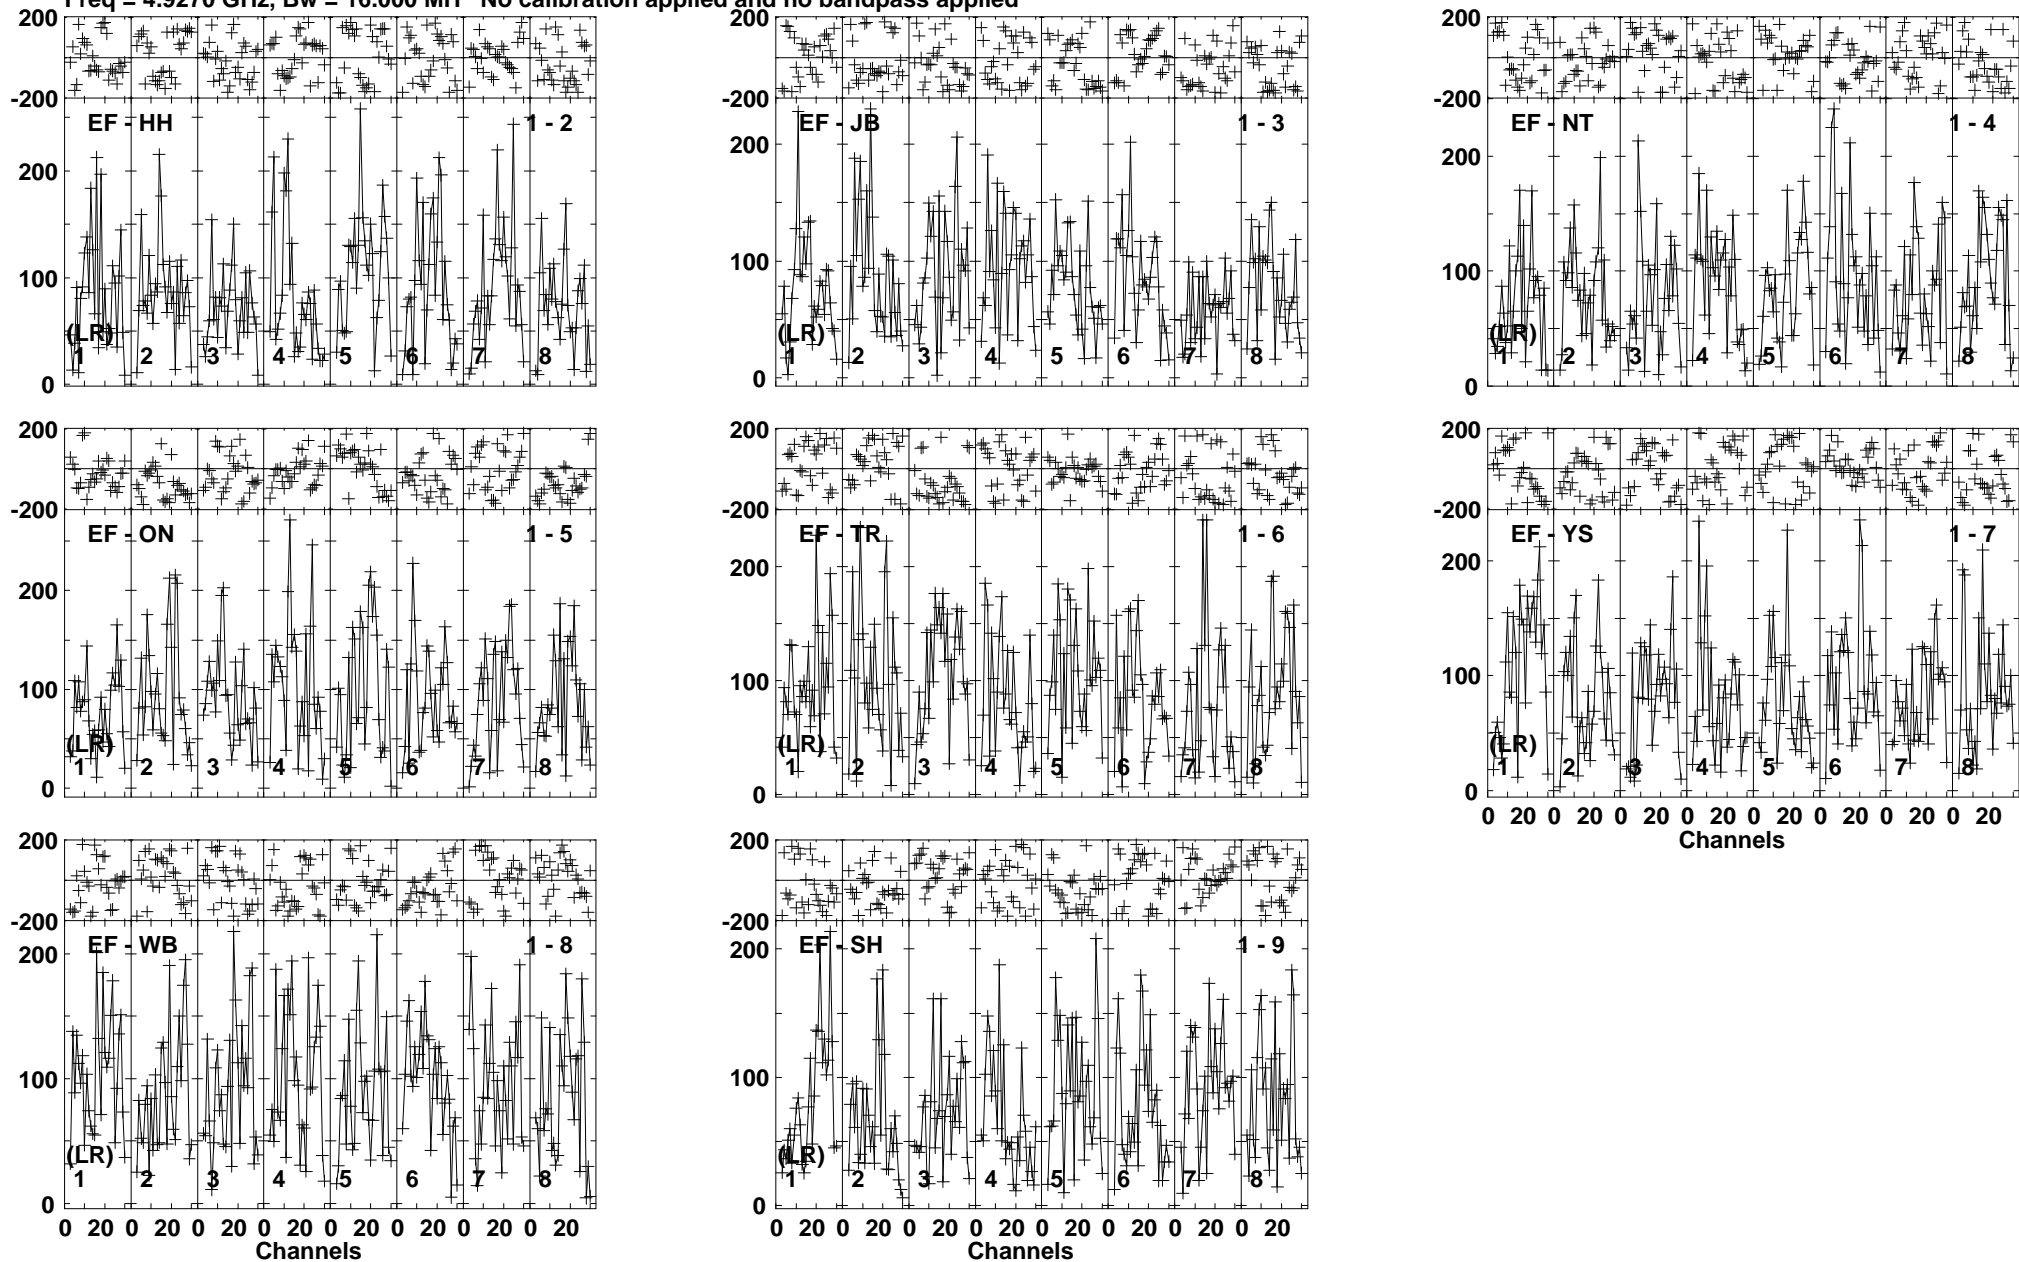 Freq = 4.9270 GHz, Bw = 16.000 MH No calibration applied and no bandpass applied
200
-200
EF - HH 1 - 2
200
100
(LR)
1 2 3 4 5 6 7 8
0
200
-200
EF - JB 1 - 3
200
100
(LR)
1 2 3 4 5 6 7 8
0
200
-200
EF - NT 1 - 4
200
100
(LR)
1 2 3 4 5 6 7 8
0
200
-200
EF - ON 1 - 5
200
100
(LR)
1 2 3 4 5 6 7 8
0
200
-200
EF - TR 1 - 6
200
100
(LR)
1 2 3 4 5 6 7 8
0
200
-200
EF - YS 1 - 7
200
100
(LR)
1 2 3 4 5 6 7 8
0
0 20 0 20 0 20 0 20 0 20 0 20 0 20 0 20
Channels
200
-200
EF - WB 1 - 8
200
100
(LR)
1 2 3 4 5 6 7 8
0
0 20 0 20 0 20 0 20 0 20 0 20 0 20 0 20
Channels
200
-200
EF - SH 1 - 9
200
100
(LR)
1 2 3 4 5 6 7 8
0
0 20 0 20 0 20 0 20 0 20 0 20 0 20 0 20
Channels